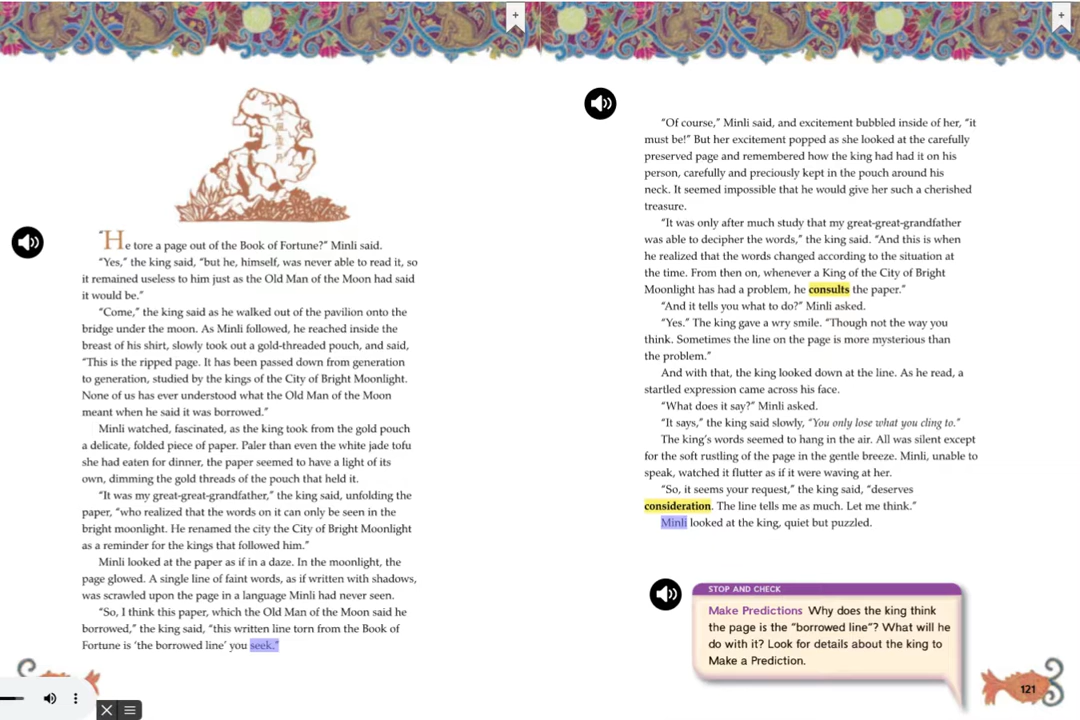 “He tore a page out of the Book of Fortune?” Minli said.
“Yes,” the king said, “but he, himself, was never able to read it, so
it remained useless to him just as the Old Man of the Moon had said
it would be.”
“Come,” the king said as he walked out of the pavilion onto the
bridge under the moon. As Minli followed, he reached inside the
breast of his shirt, slowly took out a gold-threaded pouch, and said,
“This is the ripped page. It has been passed down from generation
to generation, studied by the kings of the City of Bright Moonlight.
None of us has ever understood what the Old Man of the Moon
meant when he said it was borrowed.”
Minli watched, fascinated, as the king took from the gold pouch
a delicate, folded piece of paper. Paler than even the white jade tofu
she had eaten for dinner, the paper seemed to have a light of its
own, dimming the gold threads of the pouch that held it.
“It was my great-great-grandfather,” the king said, unfolding the
paper, “who realized that the words on it can only be seen in the
bright moonlight. He renamed the city the City of Bright Moonlight
as a reminder for the kings that followed him.”
Minli looked at the paper as if in a daze. In the moonlight, the
page glowed. A single line of faint words, as if written with shadows,
was scrawled upon the page in a language Minli had never seen.
“So, I think this paper, which the Old Man of the Moon said he
borrowed,” the king said, “this written line torn from the Book of
Fortune is ‘the borrowed line’ you seek.”
“Of course,” Minli said, and excitement bubbled inside of her, “it
must be!” But her excitement popped as she looked at the carefully
preserved page and remembered how the king had had it on his
person, carefully and preciously kept in the pouch around his
neck. It seemed impossible that he would give her such a cherished
treasure.
“It was only after much study that my great-great-grandfather
was able to decipher the words,” the king said. “And this is when
he realized that the words changed according to the situation at
the time. From then on, whenever a King of the City of Bright
Moonlight has had a problem, he consults the paper.”
“And it tells you what to do?” Minli asked.
“Yes.” The king gave a wry smile. “Though not the way you
think. Sometimes the line on the page is more mysterious than
the problem.”
And with that, the king looked down at the line. As he read, a
startled expression came across his face.
“What does it say?” Minli asked.
“It says,” the king said slowly, “You only lose what you cling to.”
The king’s words seemed to hang in the air. All was silent except
for the soft rustling of the page in the gentle breeze. Minli, unable to
speak, watched it flutter as if it were waving at her.
“So, it seems your request,” the king said, “deserves
consideration. The line tells me as much. Let me think.”
Minli looked at the king, quiet but puzzled.
STOP AND CHECK
Make Predictions Why does the king think
the page is the “borrowed line”? What will he
do with it? Look for details about the king to
Make a Prediction.
121